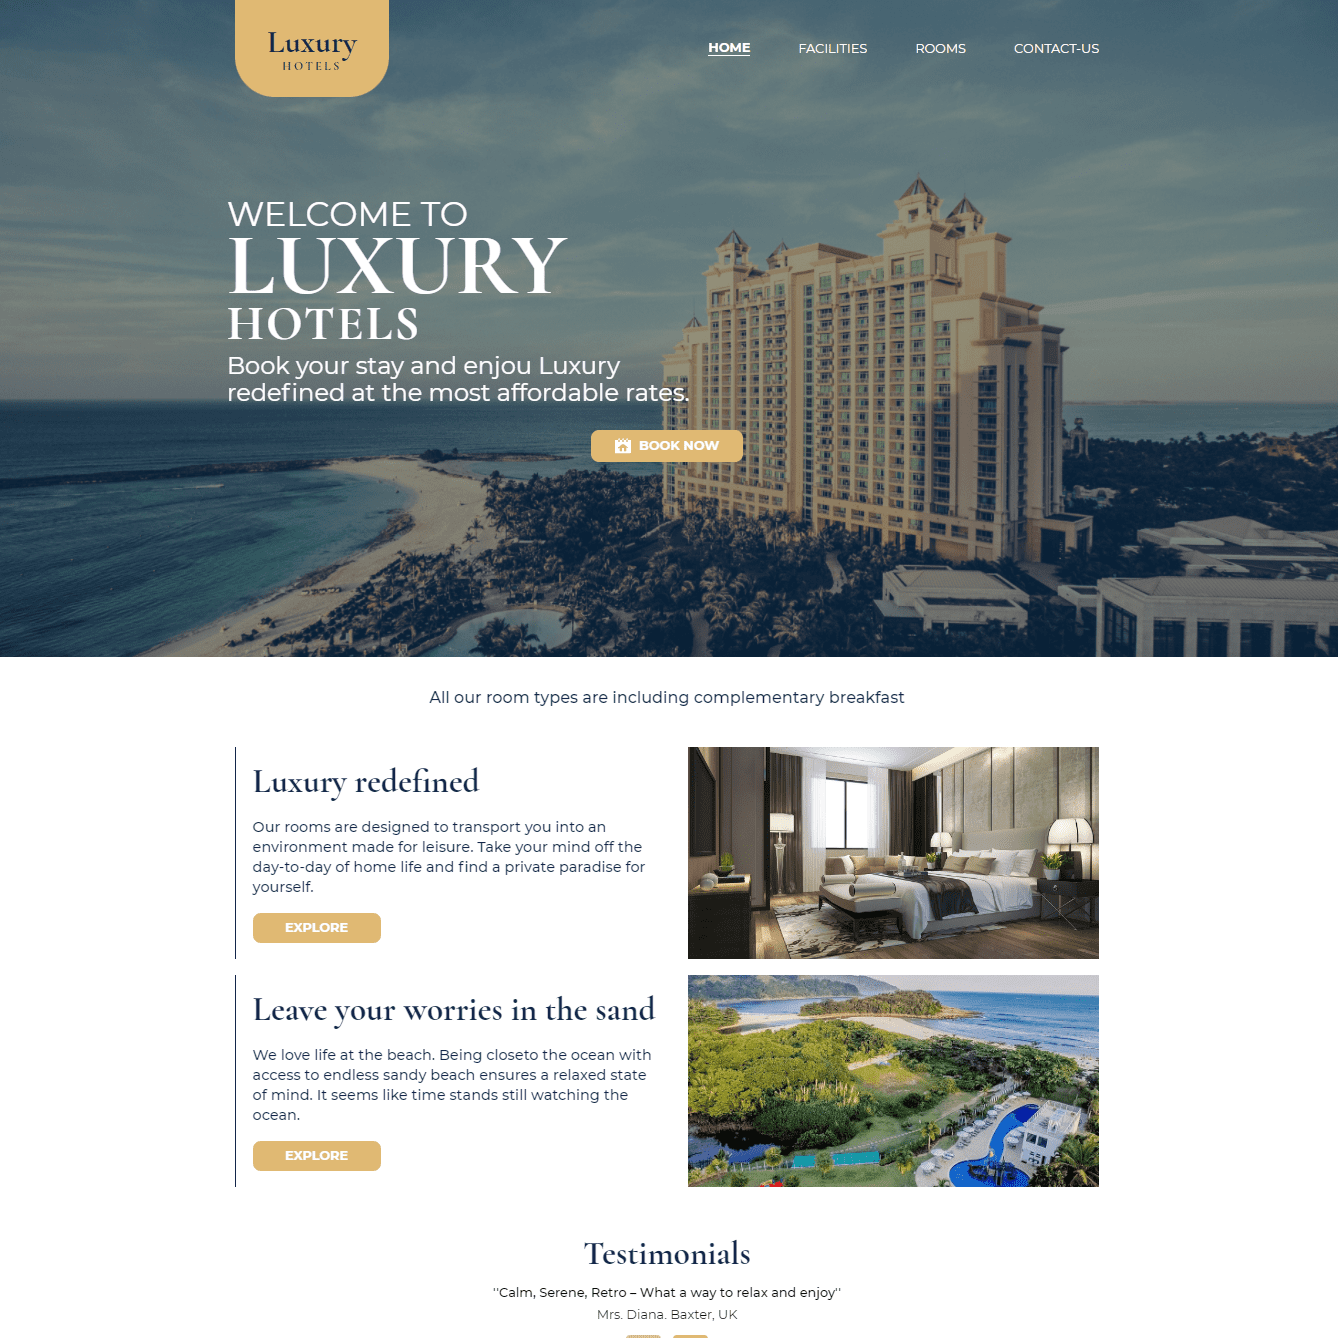 Luxury
HOTELS
HOME
FACILITIES
ROOMS
CONTACT-US
WELCOME TO
LUXURY
HOTELS
Book your stay and enjou Luxury
redefined at the most affordable rates.
BOOK NOW
All our room types are including complementary breakfast
Luxury redefined
Our rooms are designed to transport you into an
environment made for leisure. Take your mind off the
day-to-day of home life and find a private paradise for
yourself.
EXPLORE
Leave your worries in the sand
We love life at the beach. Being closeto the ocean with
access to endless sandy beach ensures a relaxed state
of mind. It seems like time stands still watching the
ocean.
EXPLORE
Testimonials
''Calm, Serene, Retro – What a way to relax and enjoy''
Mrs. Diana. Baxter, UK